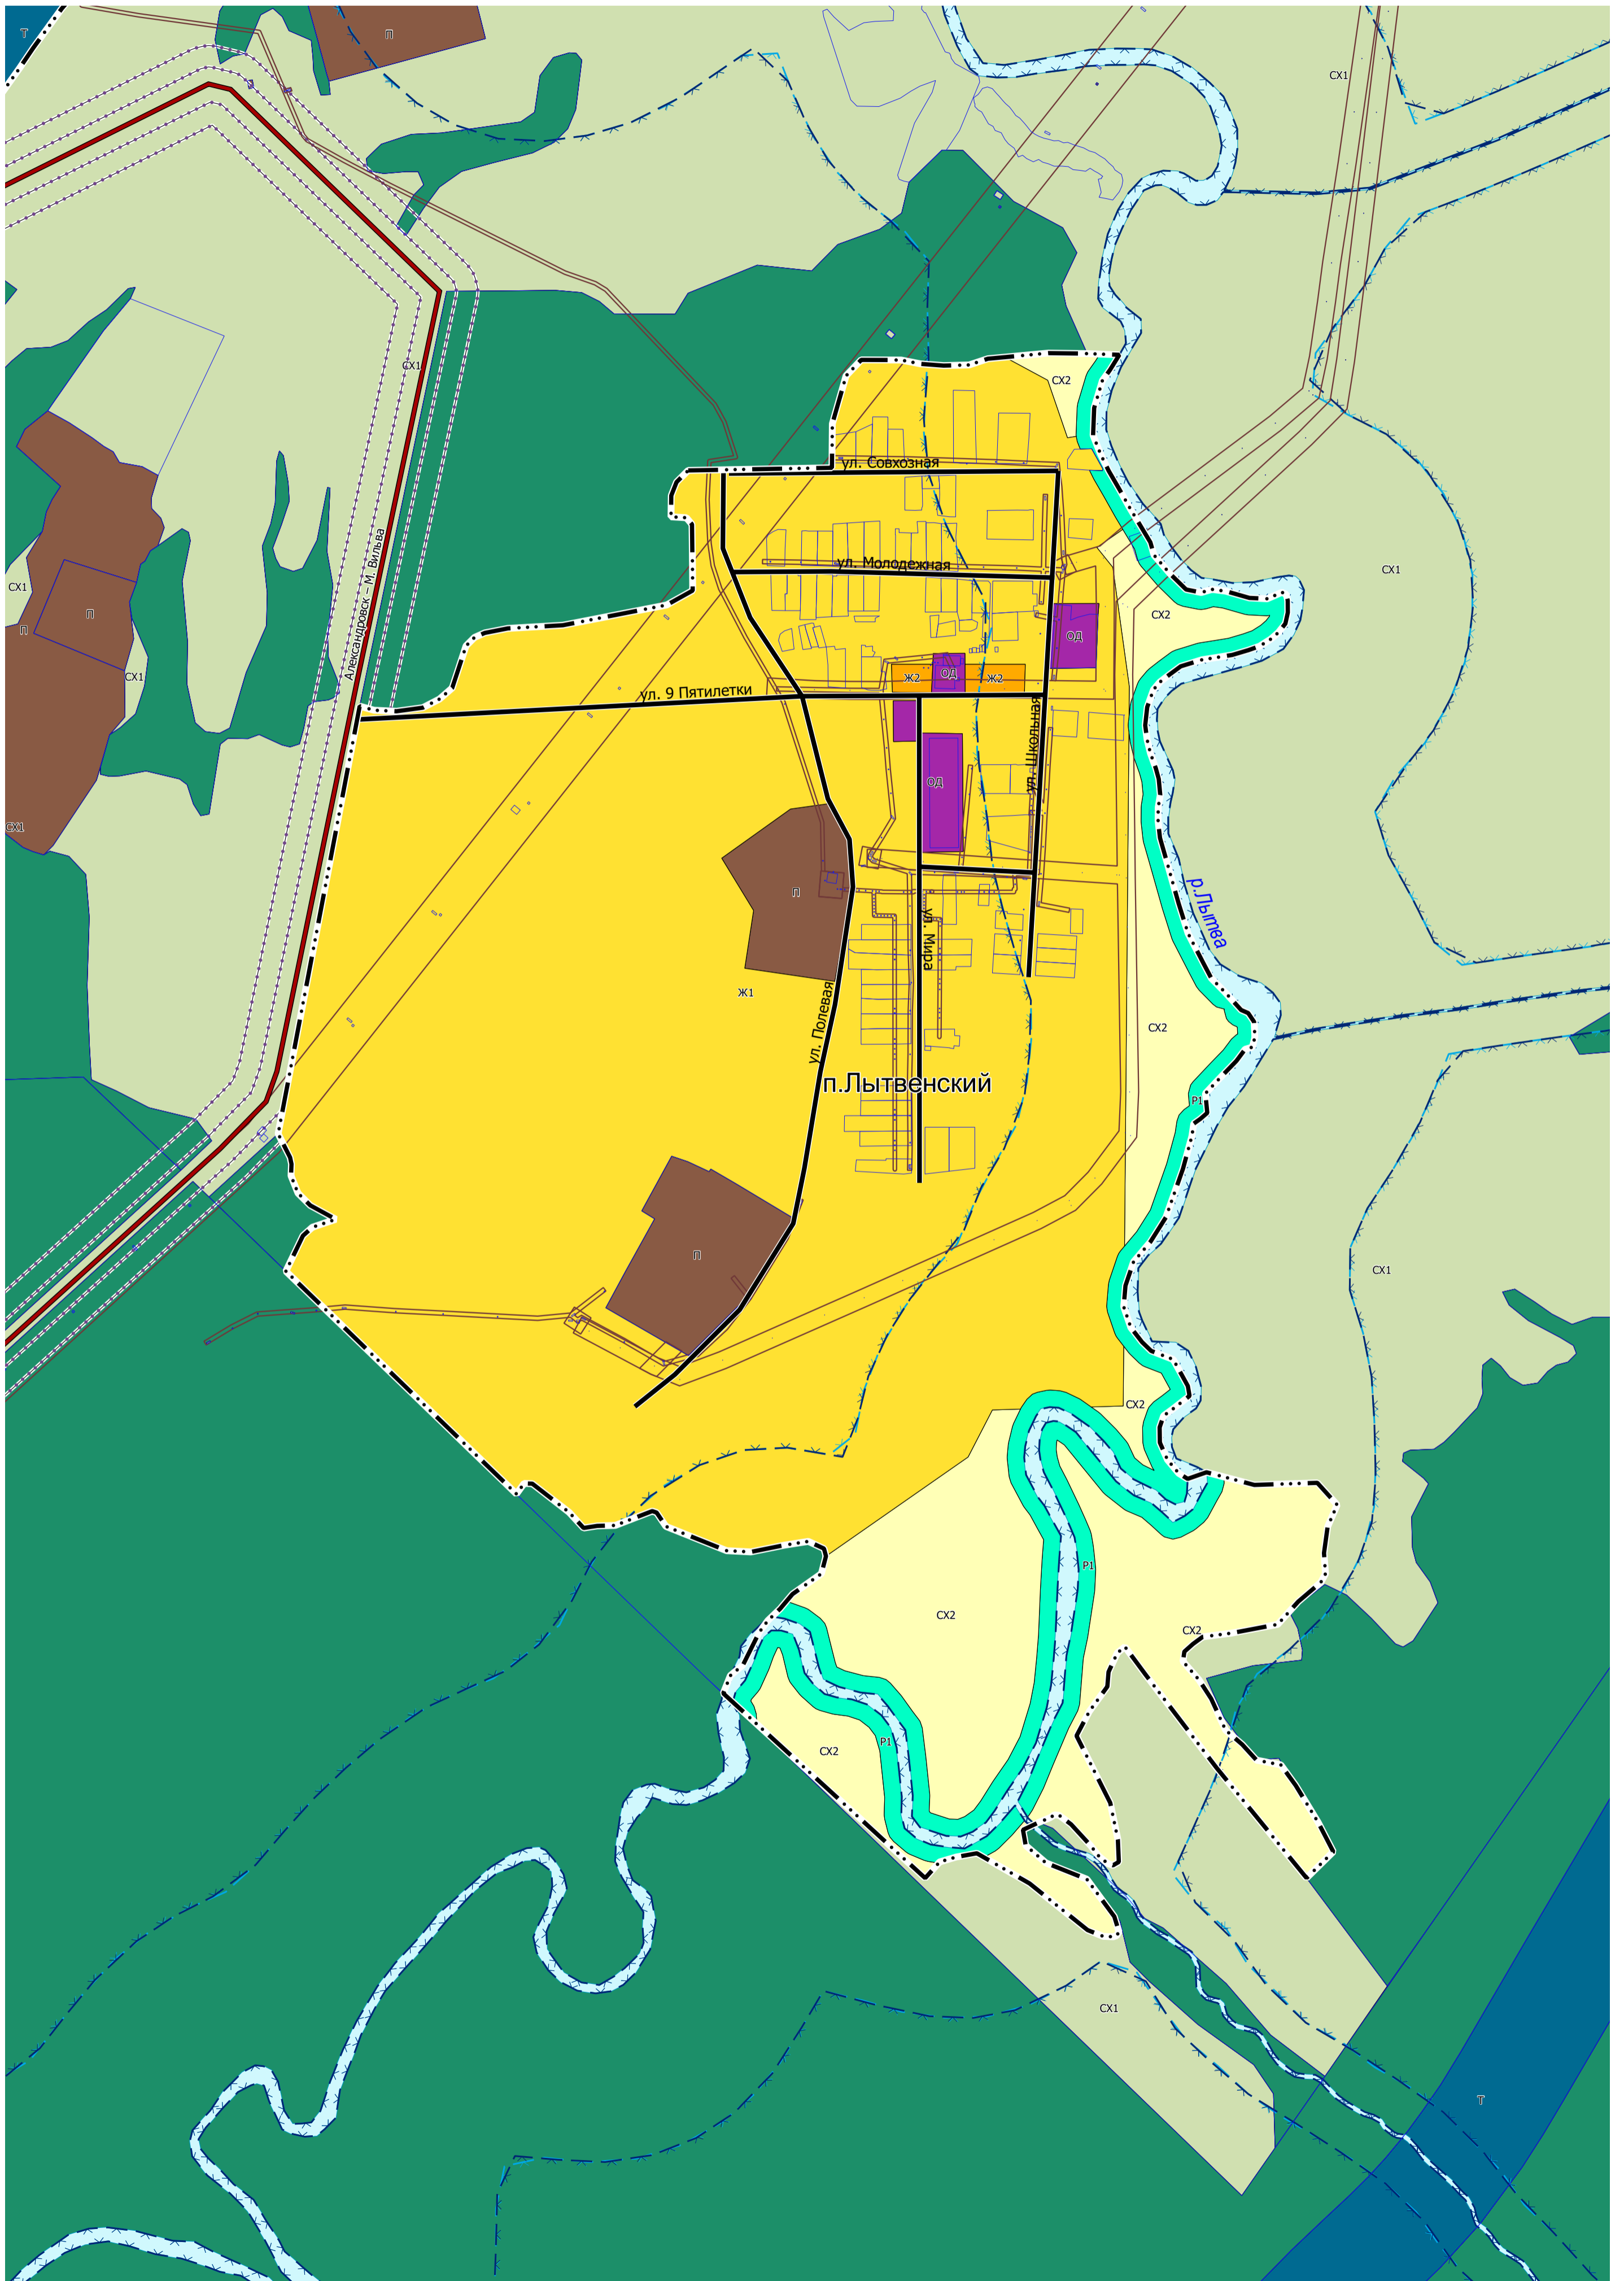 Т
П
СХ1
СХ1
СХ2
ул. Совхозная
ул. Молодежная
СХ1
СХ1
Александровск – М. Вильва
П
П
СХ2
ОД
ОД
Ж2
Ж2
СХ1
ул. 9 Пятилетки
ул. Школьная
ОД
СХ1
П
р.Лытва
ул. Мира
Ж1
ул. Полевая
СХ2
п.Лытвенский
Р1
П
СХ1
СХ2
Р1
СХ2
СХ2
Р1
СХ2
СХ1
Т